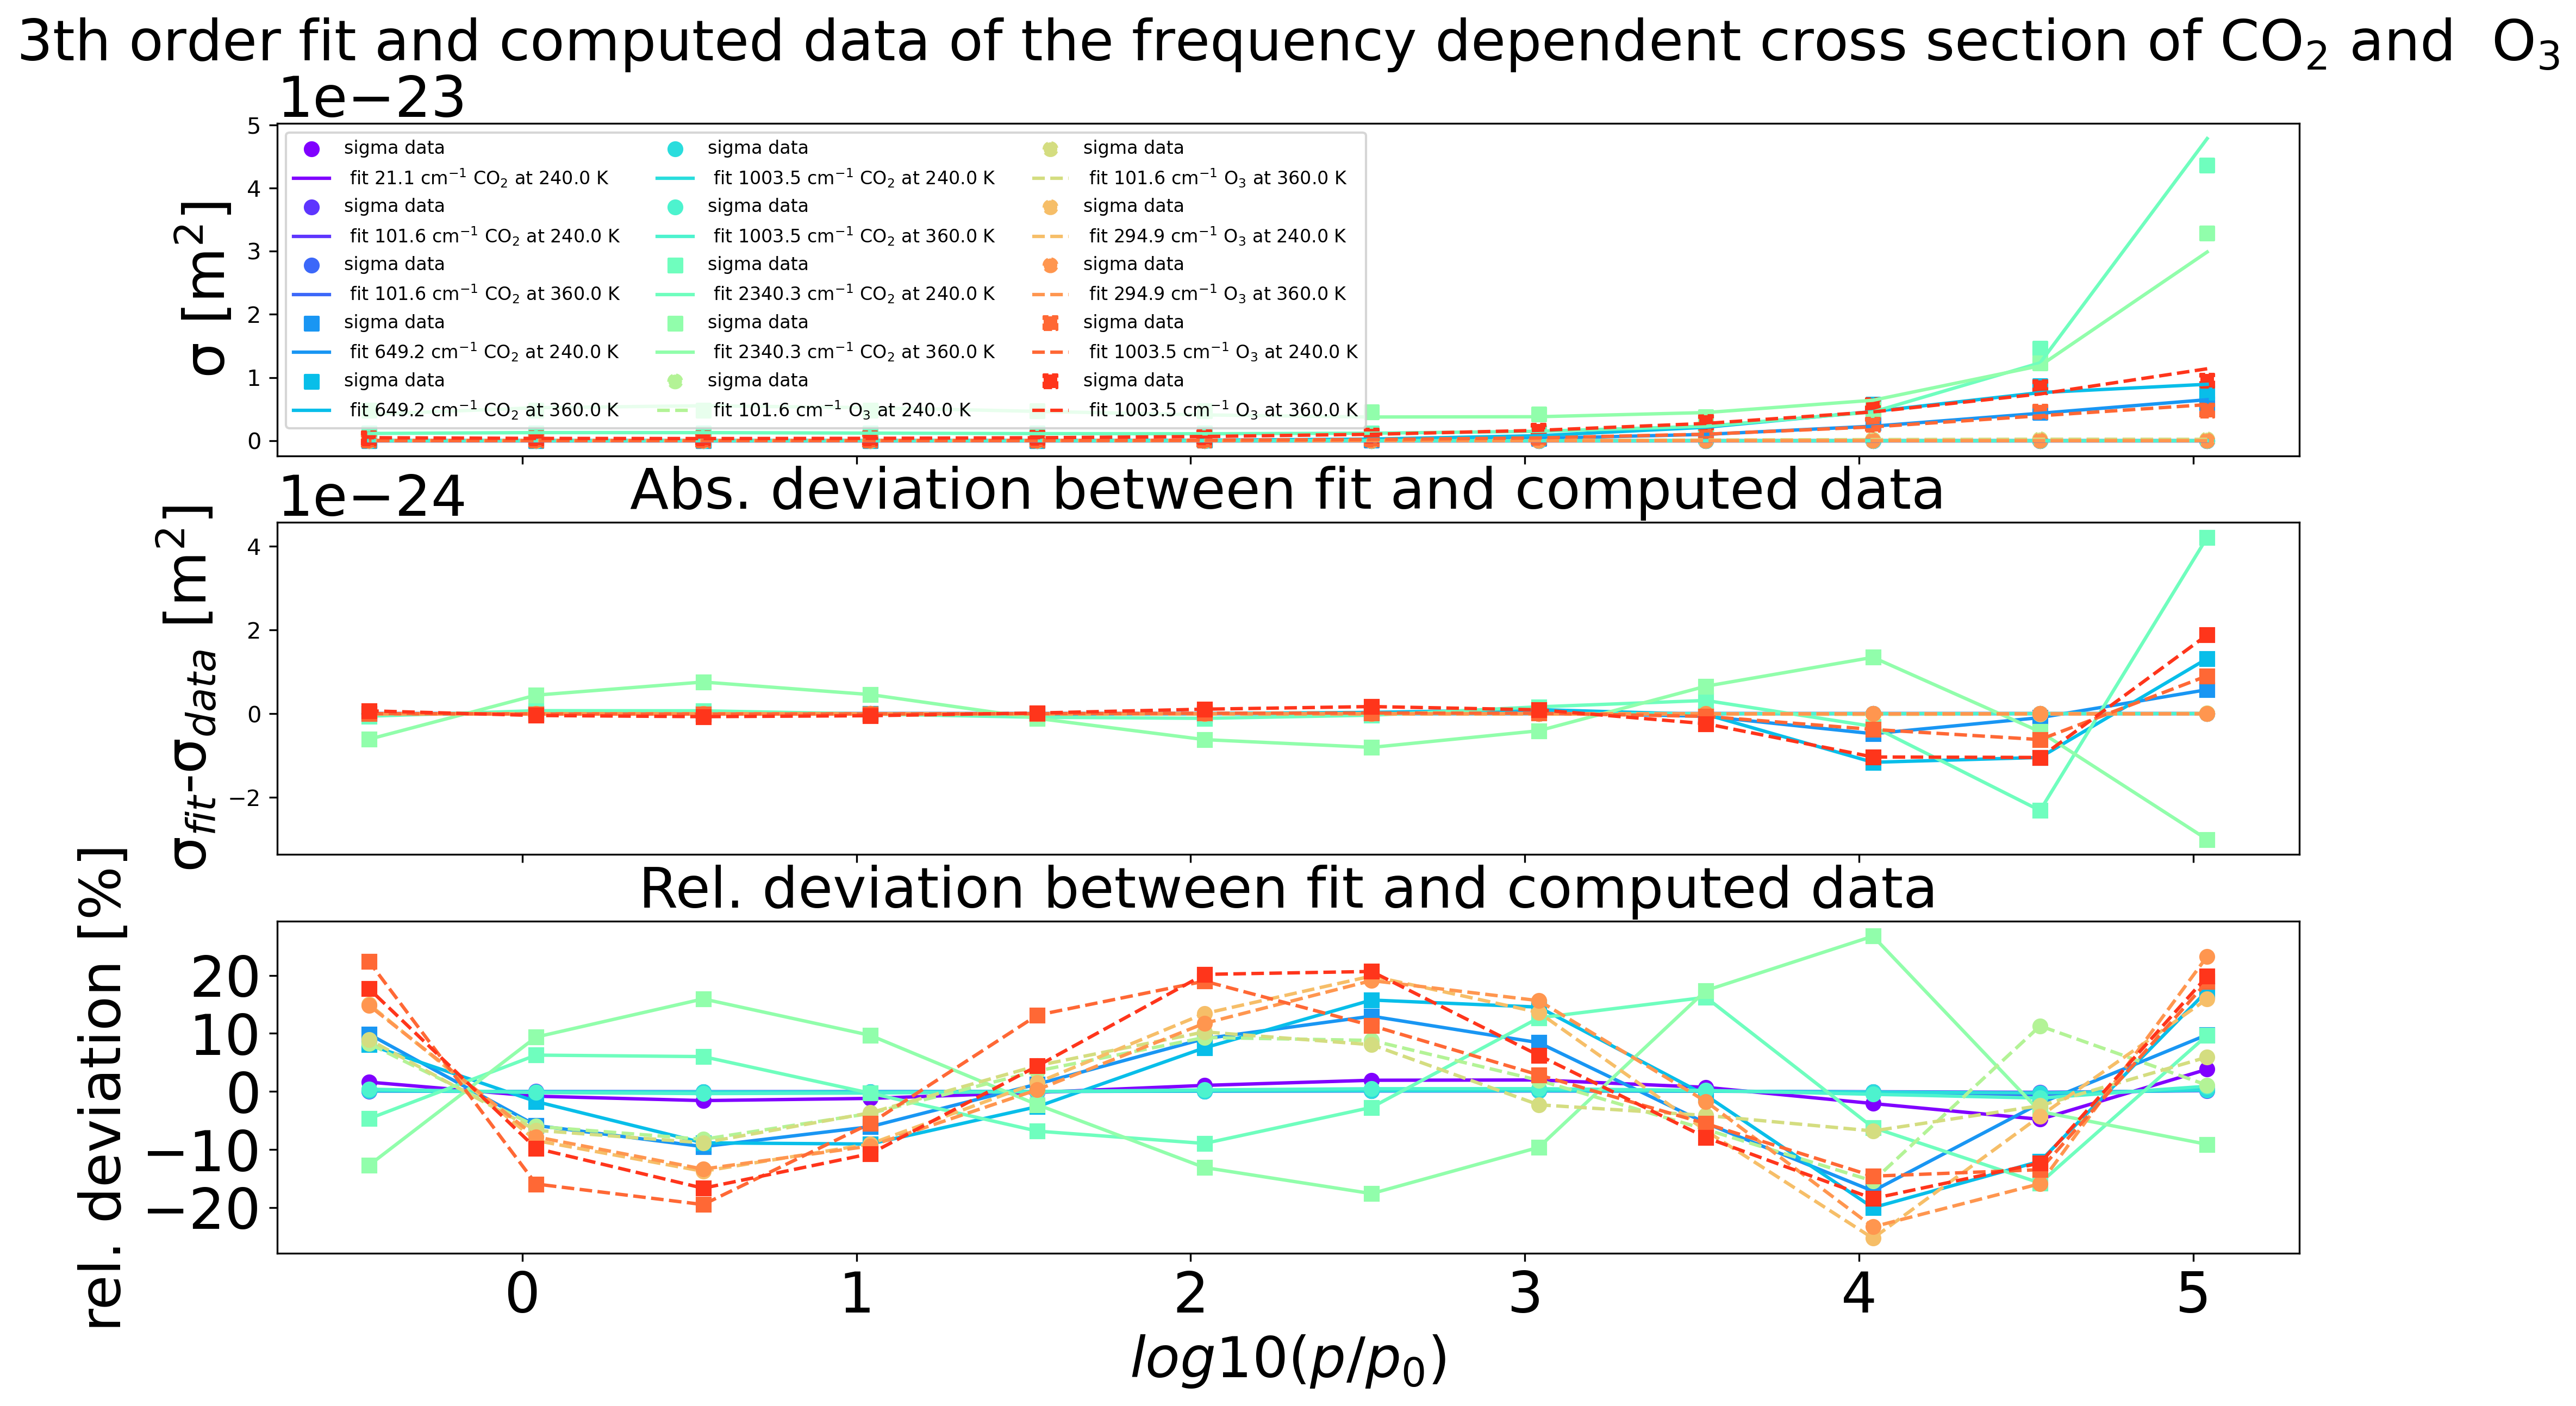 3th order fit and computed data of the frequency dependent cross section of CO₂ and  O₃
1e−23
σ [m²]
5
4
3
2
1
0
sigma data
fit 21.1 cm⁻¹ CO₂ at 240.0 K
sigma data
fit 101.6 cm⁻¹ CO₂ at 240.0 K
sigma data
fit 101.6 cm⁻¹ CO₂ at 360.0 K
sigma data
fit 649.2 cm⁻¹ CO₂ at 240.0 K
sigma data
fit 649.2 cm⁻¹ CO₂ at 360.0 K
sigma data
fit 1003.5 cm⁻¹ CO₂ at 240.0 K
sigma data
fit 1003.5 cm⁻¹ CO₂ at 360.0 K
sigma data
fit 2340.3 cm⁻¹ CO₂ at 240.0 K
sigma data
fit 2340.3 cm⁻¹ CO₂ at 360.0 K
sigma data
fit 101.6 cm⁻¹ O₃ at 240.0 K
sigma data
fit 101.6 cm⁻¹ O₃ at 360.0 K
sigma data
fit 294.9 cm⁻¹ O₃ at 240.0 K
sigma data
fit 294.9 cm⁻¹ O₃ at 360.0 K
sigma data
fit 1003.5 cm⁻¹ O₃ at 240.0 K
sigma data
fit 1003.5 cm⁻¹ O₃ at 360.0 K
Abs. deviation between fit and computed data
1e−24
σ_fit-σ_data [m²]
4
2
0
−2
Rel. deviation between fit and computed data
rel. deviation [%]
20
10
0
−10
−20
0 1 2 3 4 5
log10(p/p₀)